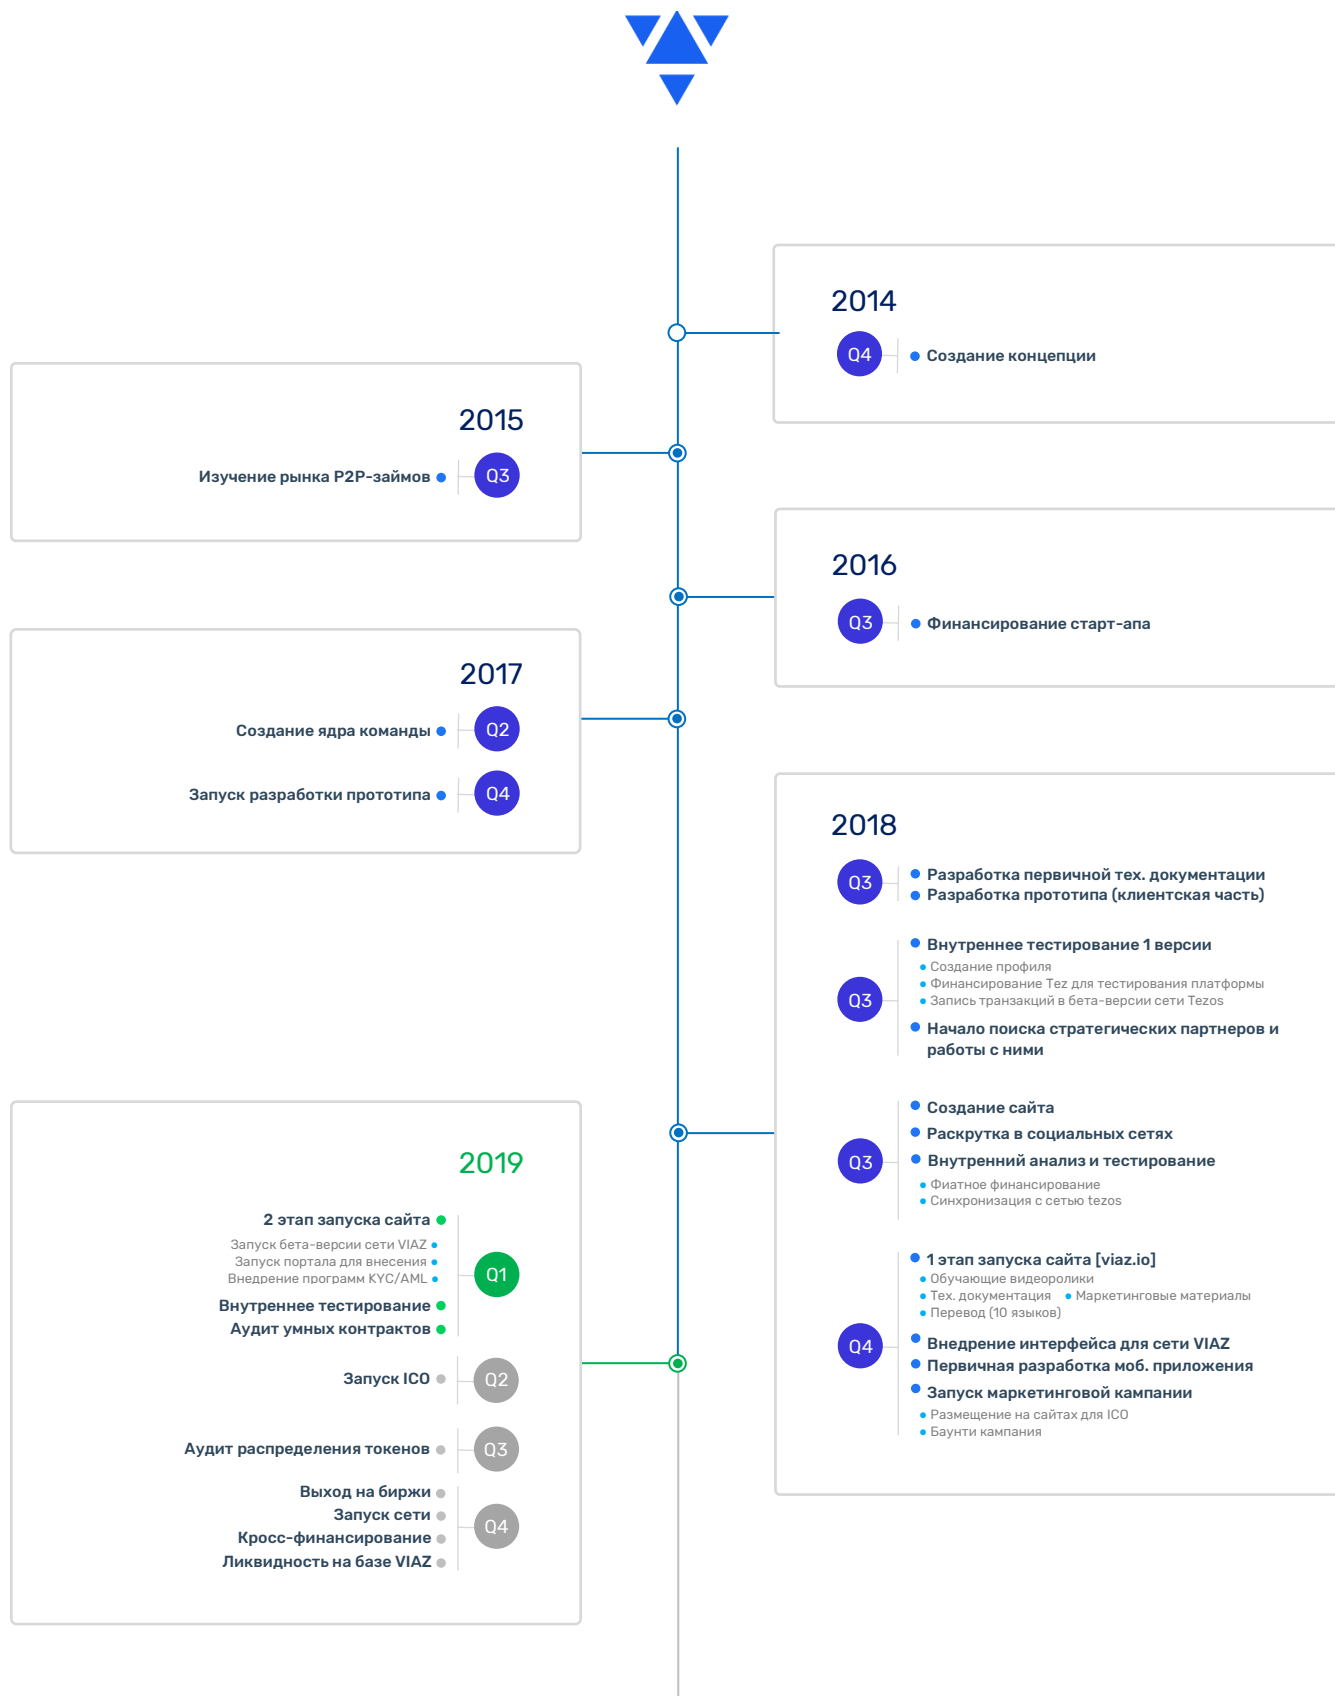 2014
Q4
Создание концепции
2015
Изучение рынка P2P-займов
Q3
2016
Q3
Финансирование старт-апа
2017
Создание ядра команды
Q2
Запуск разработки прототипа
Q4
2018
Q3
Разработка первичной тех. документации
Разработка прототипа (клиентская часть)
Q3
Внутреннее тестирование 1 версии
Создание профиля
Финансирование Tez для тестирования платформы
Запись транзакций в бета-версии сети Tezos
Начало поиска стратегических партнеров и
работы с ними
Q3
Создание сайта
Раскрутка в социальных сетях
Внутренний анализ и тестирование
Фиатное финансирование
Синхронизация с сетью tezos
Q4
1 этап запуска сайта [viaz.io]
Обучающие видеоролики
Тех. документация Маркетинговые материалы
Перевод (10 языков)
Внедрение интерфейса для сети VIAZ
Первичная разработка моб. приложения
Запуск маркетинговой кампании
Размещение на сайтах для ICO
Баунти кампания
2019
2 этап запуска сайта
Запуск бета-версии сети VIAZ
Запуск портала для внесения
Внедрение программ KYC/AML
Q1
Внутреннее тестирование
Аудит умных контрактов
Запуск ICO
Q2
Аудит распределения токенов
Q3
Выход на биржи
Запуск сети
Q4
Кросс-финансирование
Ликвидность на базе VIAZ